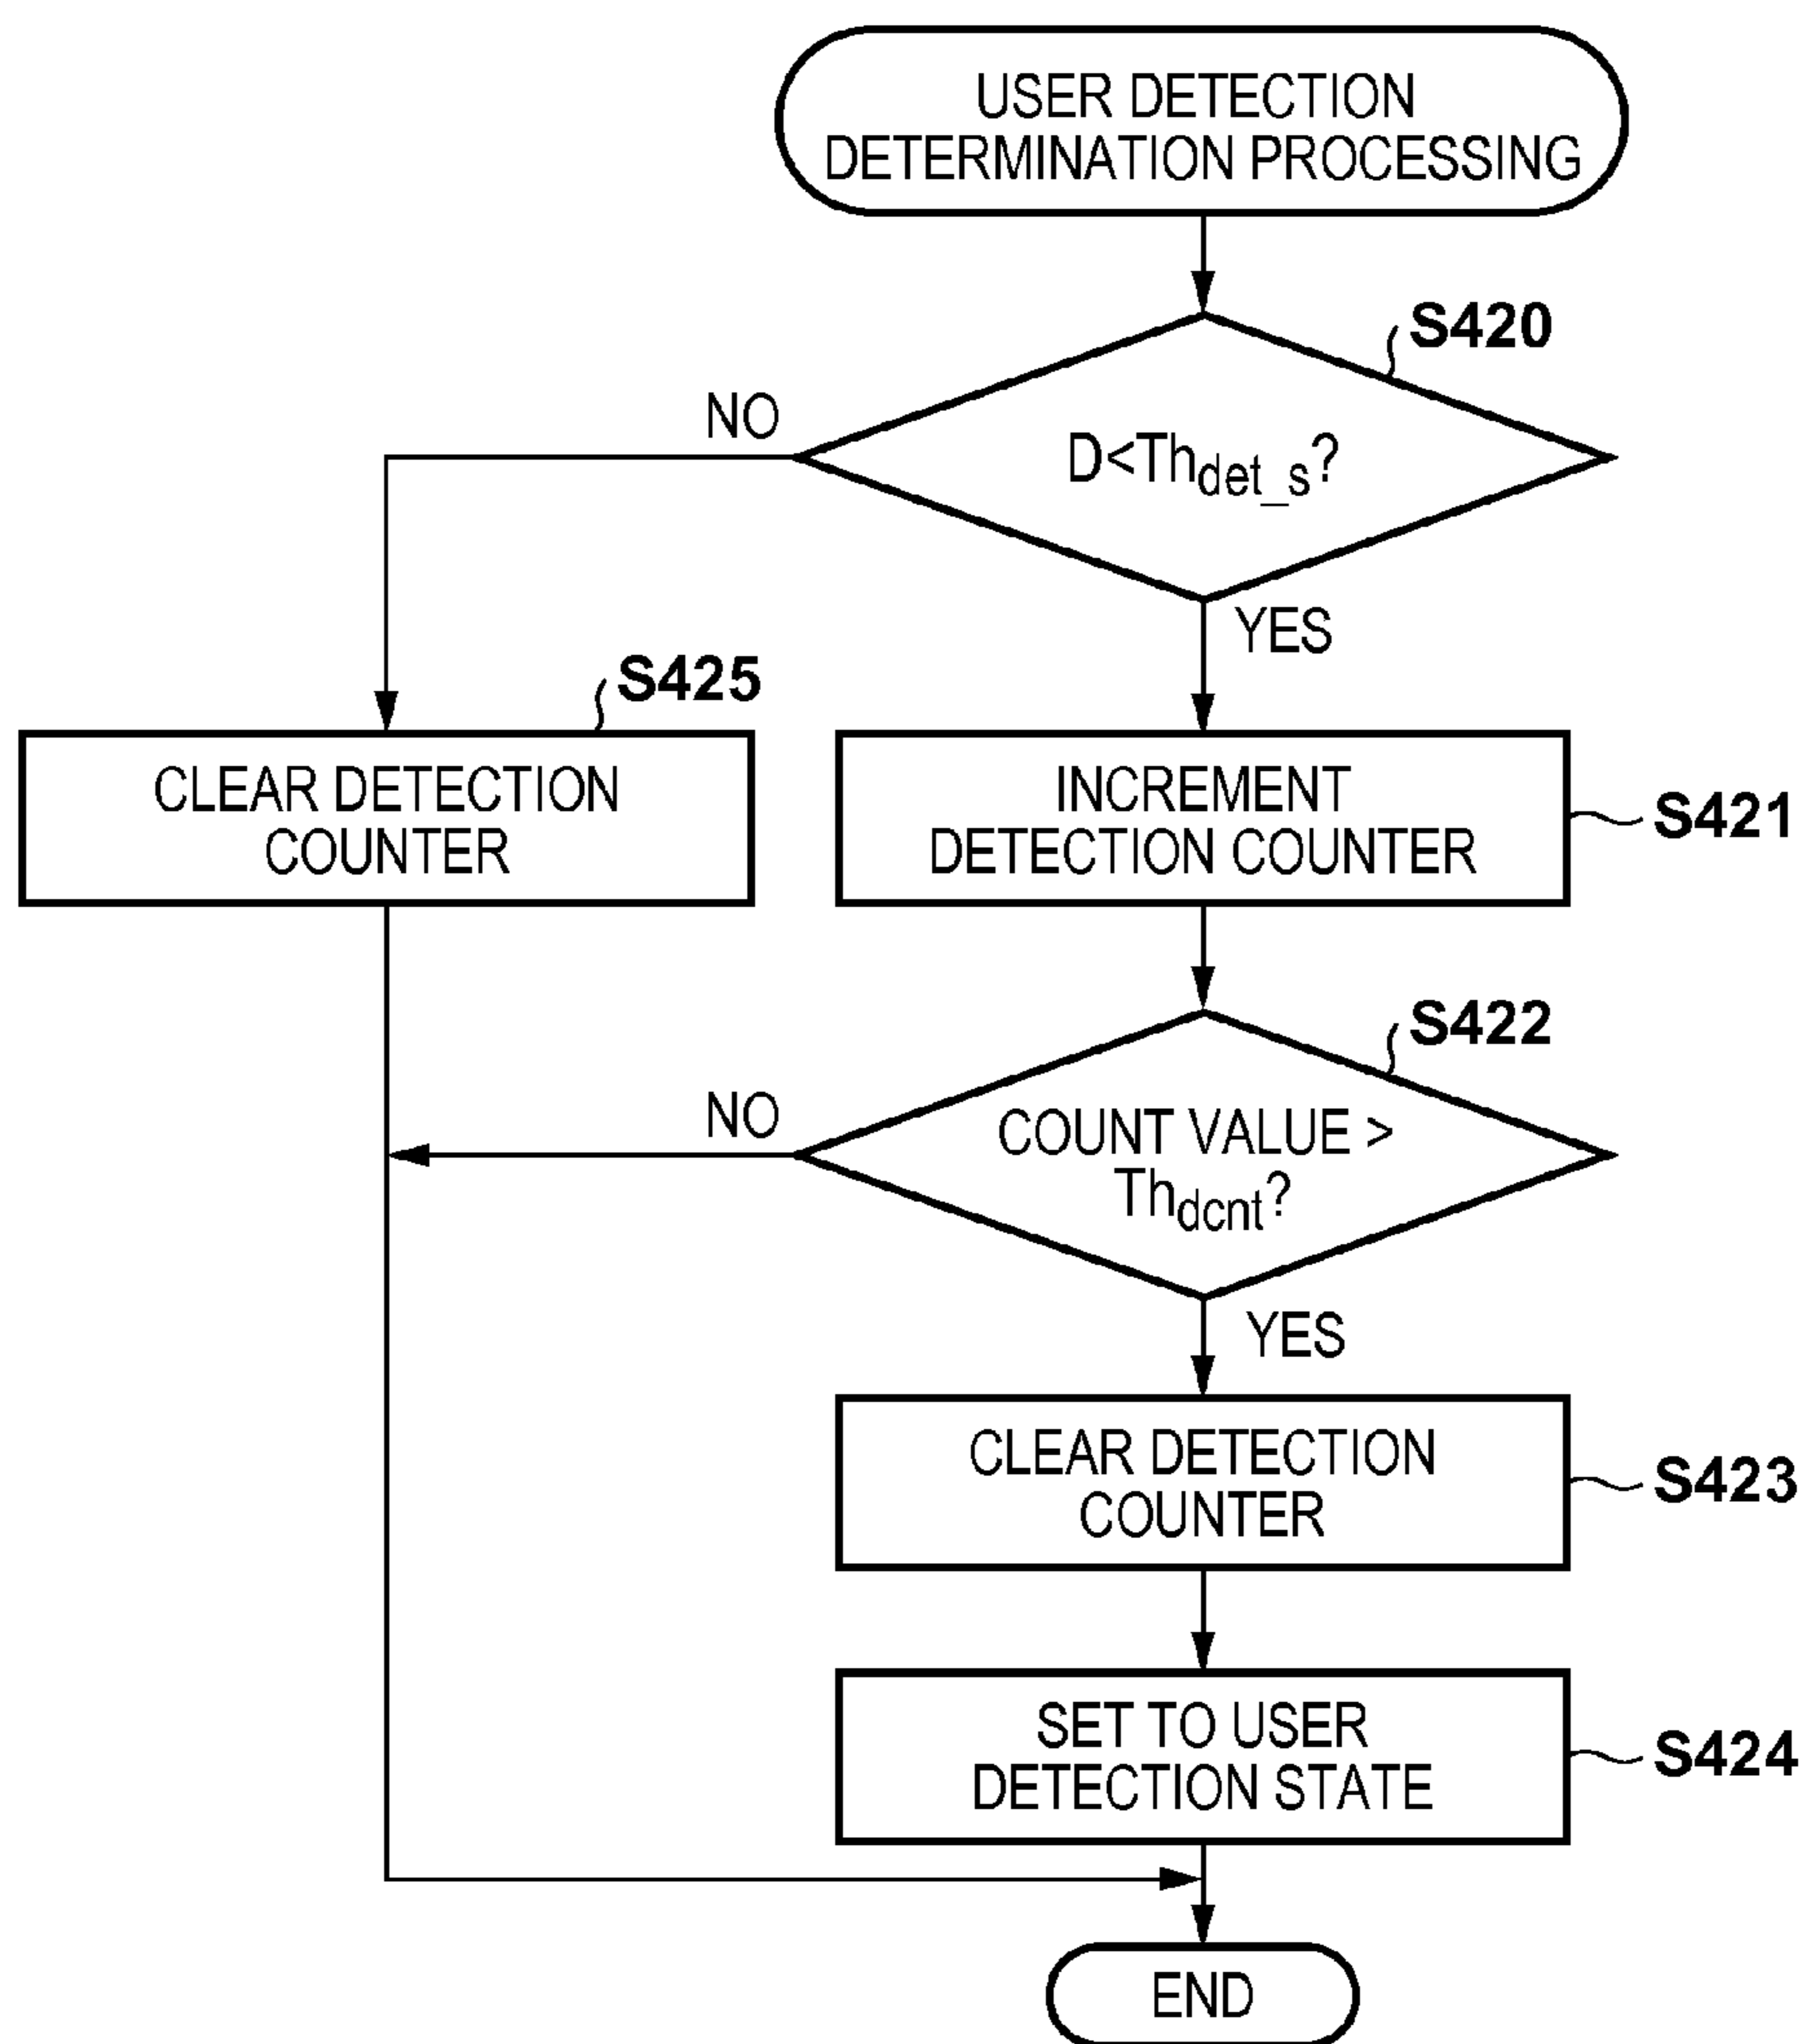 USER DETECTION
DETERMINATION PROCESSING
S420
NO
D<Thdet_s?
YES
S425
CLEAR DETECTION
COUNTER
INCREMENT
DETECTION COUNTER
S421
S422
NO
COUNT VALUE >
Thdcnt?
YES
CLEAR DETECTION
COUNTER
S423
SET TO USER
DETECTION STATE
S424
END